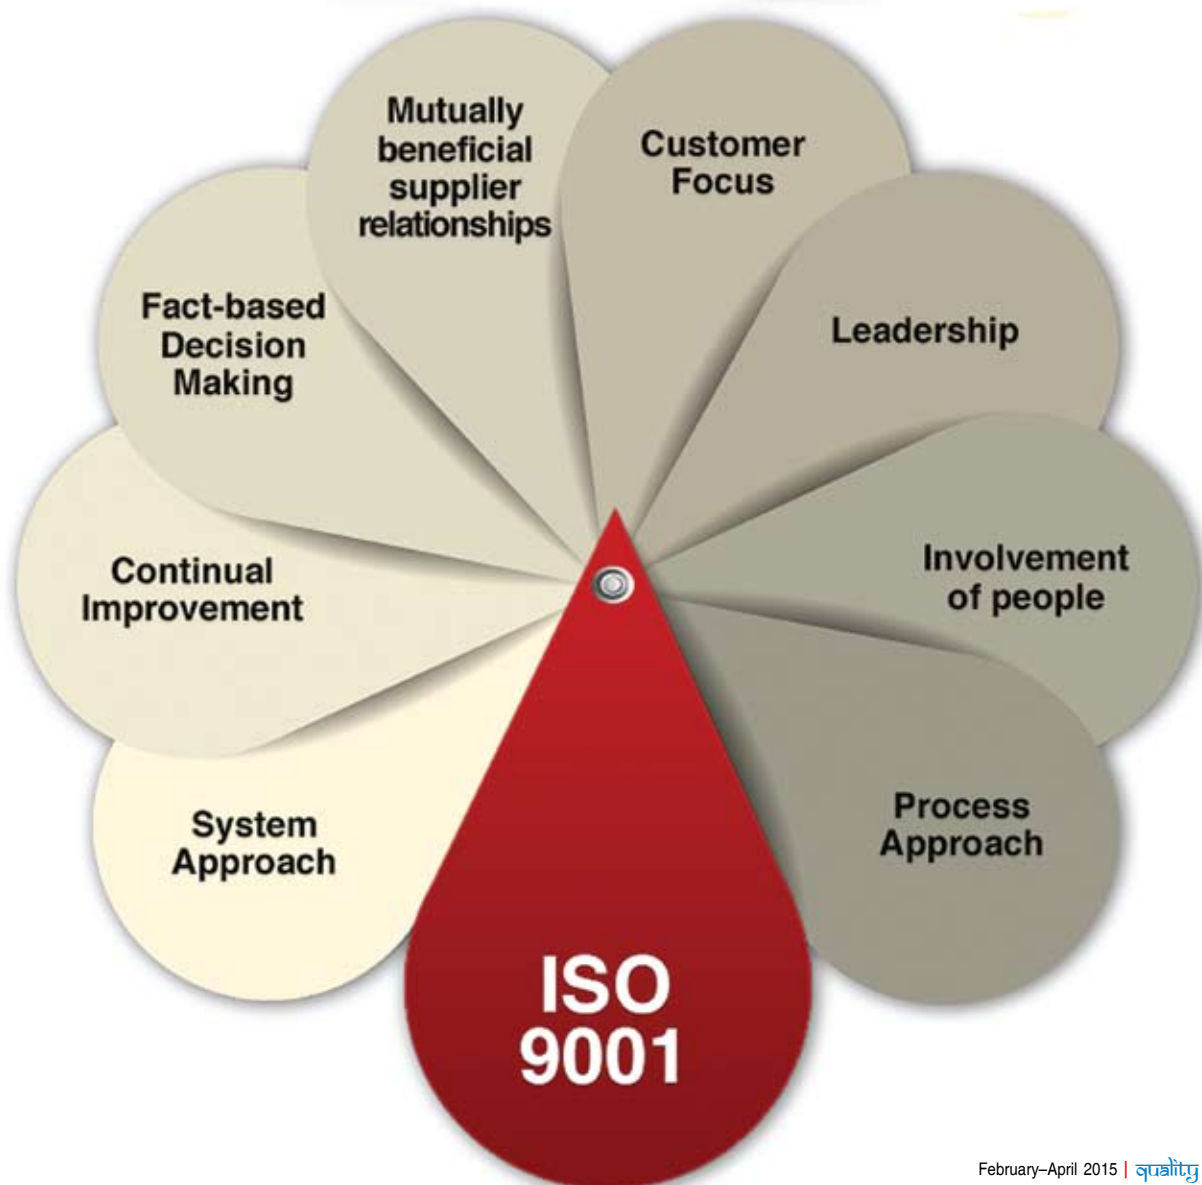 Mutually
beneficial
supplier
relationships
Customer
Focus
Leadership
Involvement
of people
Process
Approach
ISO
9001
System
Approach
Continual
Improvement
Fact-based
Decision
Making
February–April 2015 | quality